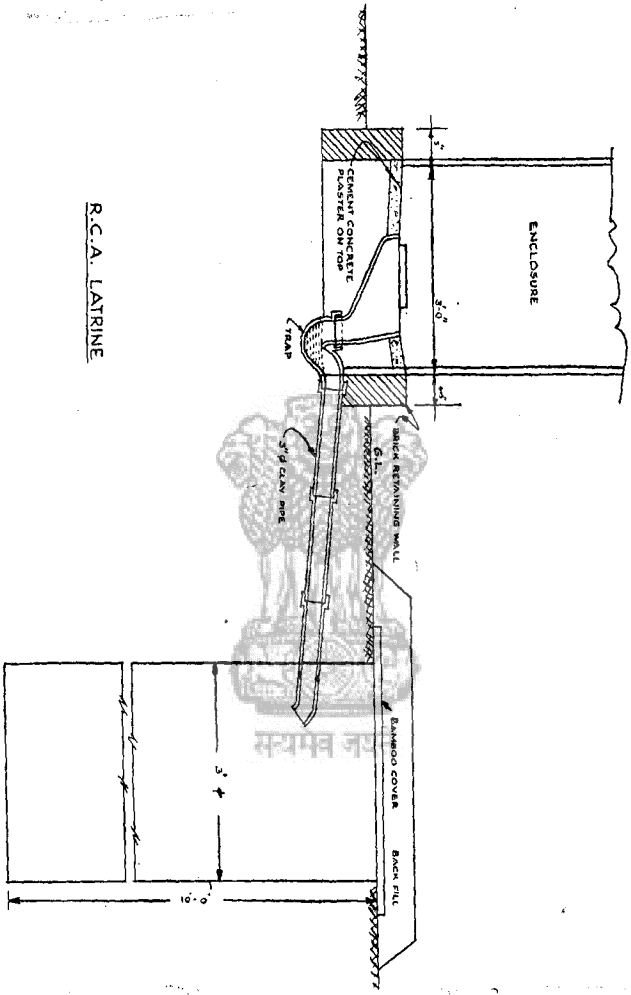 ENCLOSURE
5"
3'-0"
CEMENT CONCRETE
PLASTER ON TOP
TRAP
BRICK RETAINING WALL
G.L.
3" ϕ CLAY PIPE
BAMBOO COVER
BACK FILL
3' ϕ
10'-0"
सत्यमेव जयते
R.C.A. LATRINE